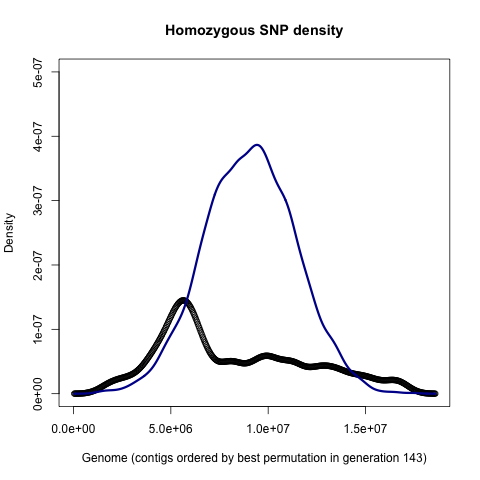 Homozygous SNP density
Density
5e-07
4e-07
3e-07
2e-07
1e-07
0e+00
0.0e+00 5.0e+06 1.0e+07 1.5e+07
Genome (contigs ordered by best permutation in generation 143)